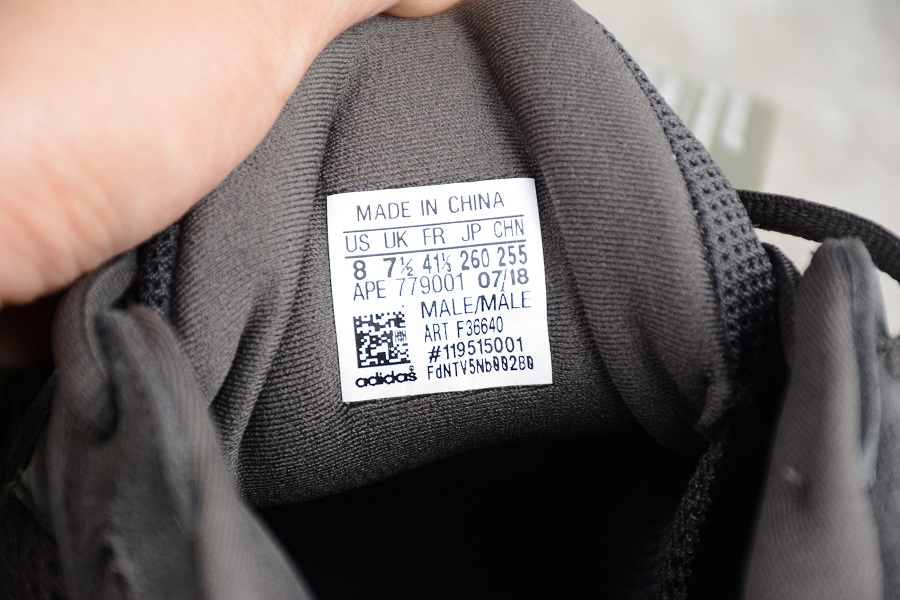 MADE IN CHINA
US UK FR JP CHN
8 7½ 41⅓ 260 255
APE 779001 07/18
MALE/MÂLE
ART F36640
#119515001
FdNTV5Nb00280
adidas